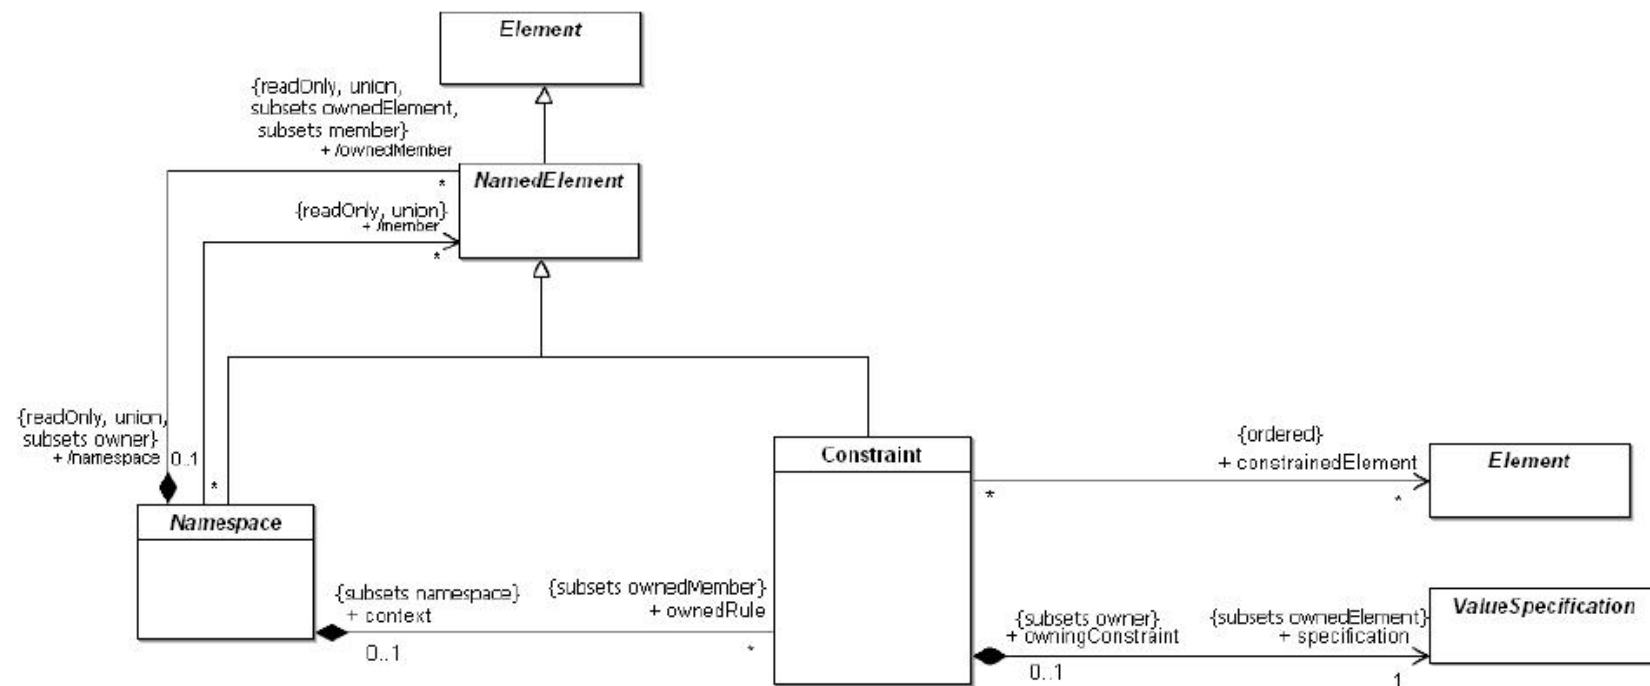 Element
{readOnly, union,
subsets ownedElement,
subsets member}
+ /ownedMember
*
NamedElement
{readOnly, union}
+ /member
*
{readOnly, union,
subsets owner}
+ /namespace
0..1
*
Namespace
{subsets namespace}
+ context
0..1
{subsets ownedMember}
+ ownedRule
*
Constraint
*
{ordered}
+ constrainedElement
*
Element
{subsets owner}
+ owningConstraint
0..1
{subsets ownedElement}
+ specification
1
ValueSpecification